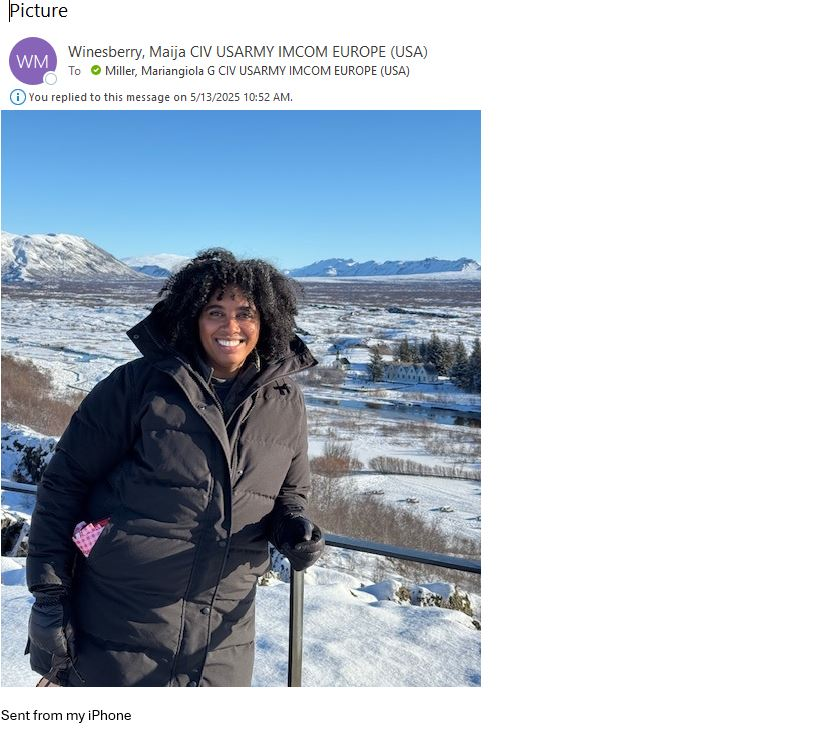 Picture
WM
Winesberry, Maija CIV USARMY IMCOM EUROPE (USA)
To Miller, Mariangiola G CIV USARMY IMCOM EUROPE (USA)
You replied to this message on 5/13/2025 10:52 AM.
Sent from my iPhone